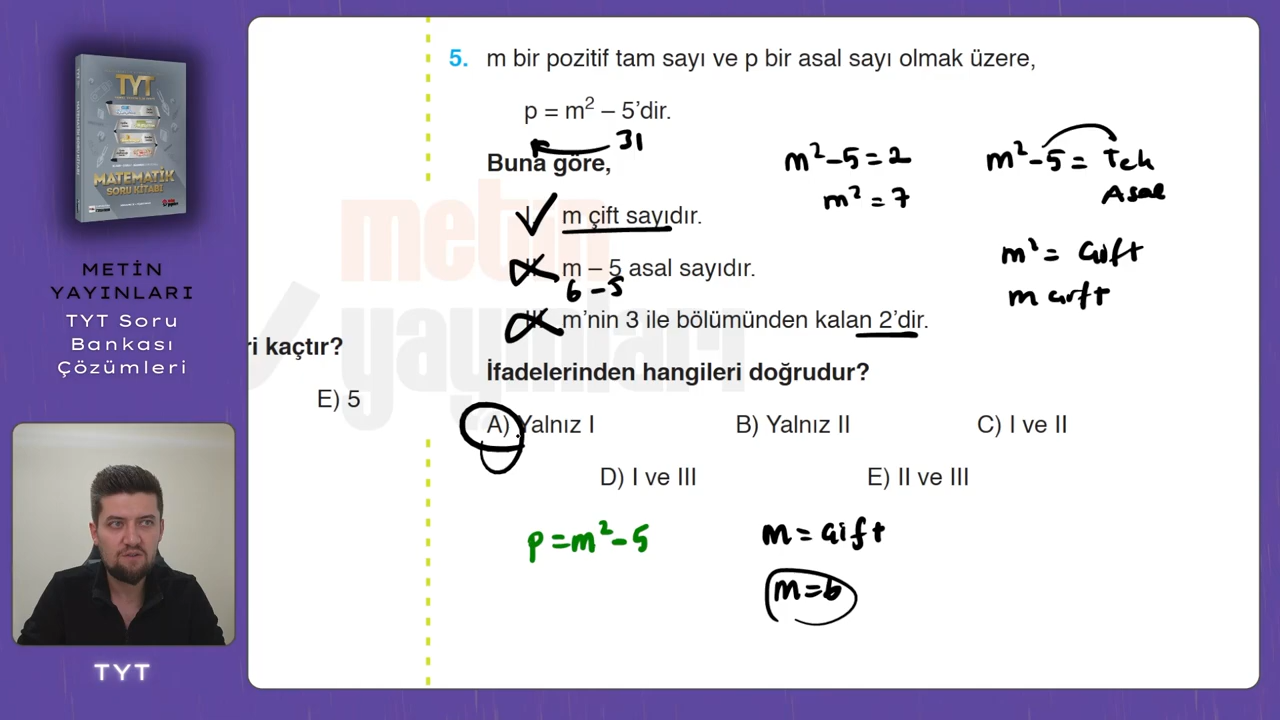 TYT
MATEMATİK
SORU KİTABI
METİN
YAYINLARI
TYT Soru
Bankası
Çözümleri
TYT
ri kaçtır?
E) 5
metin
yayınları
5. m bir pozitif tam sayı ve p bir asal sayı olmak üzere,
p = m² – 5'dir.
31
Buna göre,
m çift sayıdır.
m – 5 asal sayıdır.
6 – 5
m'nin 3 ile bölümünden kalan 2'dir.
İfadelerinden hangileri doğrudur?
A) Yalnız I B) Yalnız II C) I ve II
D) I ve III E) II ve III
m² – 5 = 2
m² = 7
m² – 5 = Tek
Asal
m² = çift
m çift
p = m² – 5
m = çift
m = 6